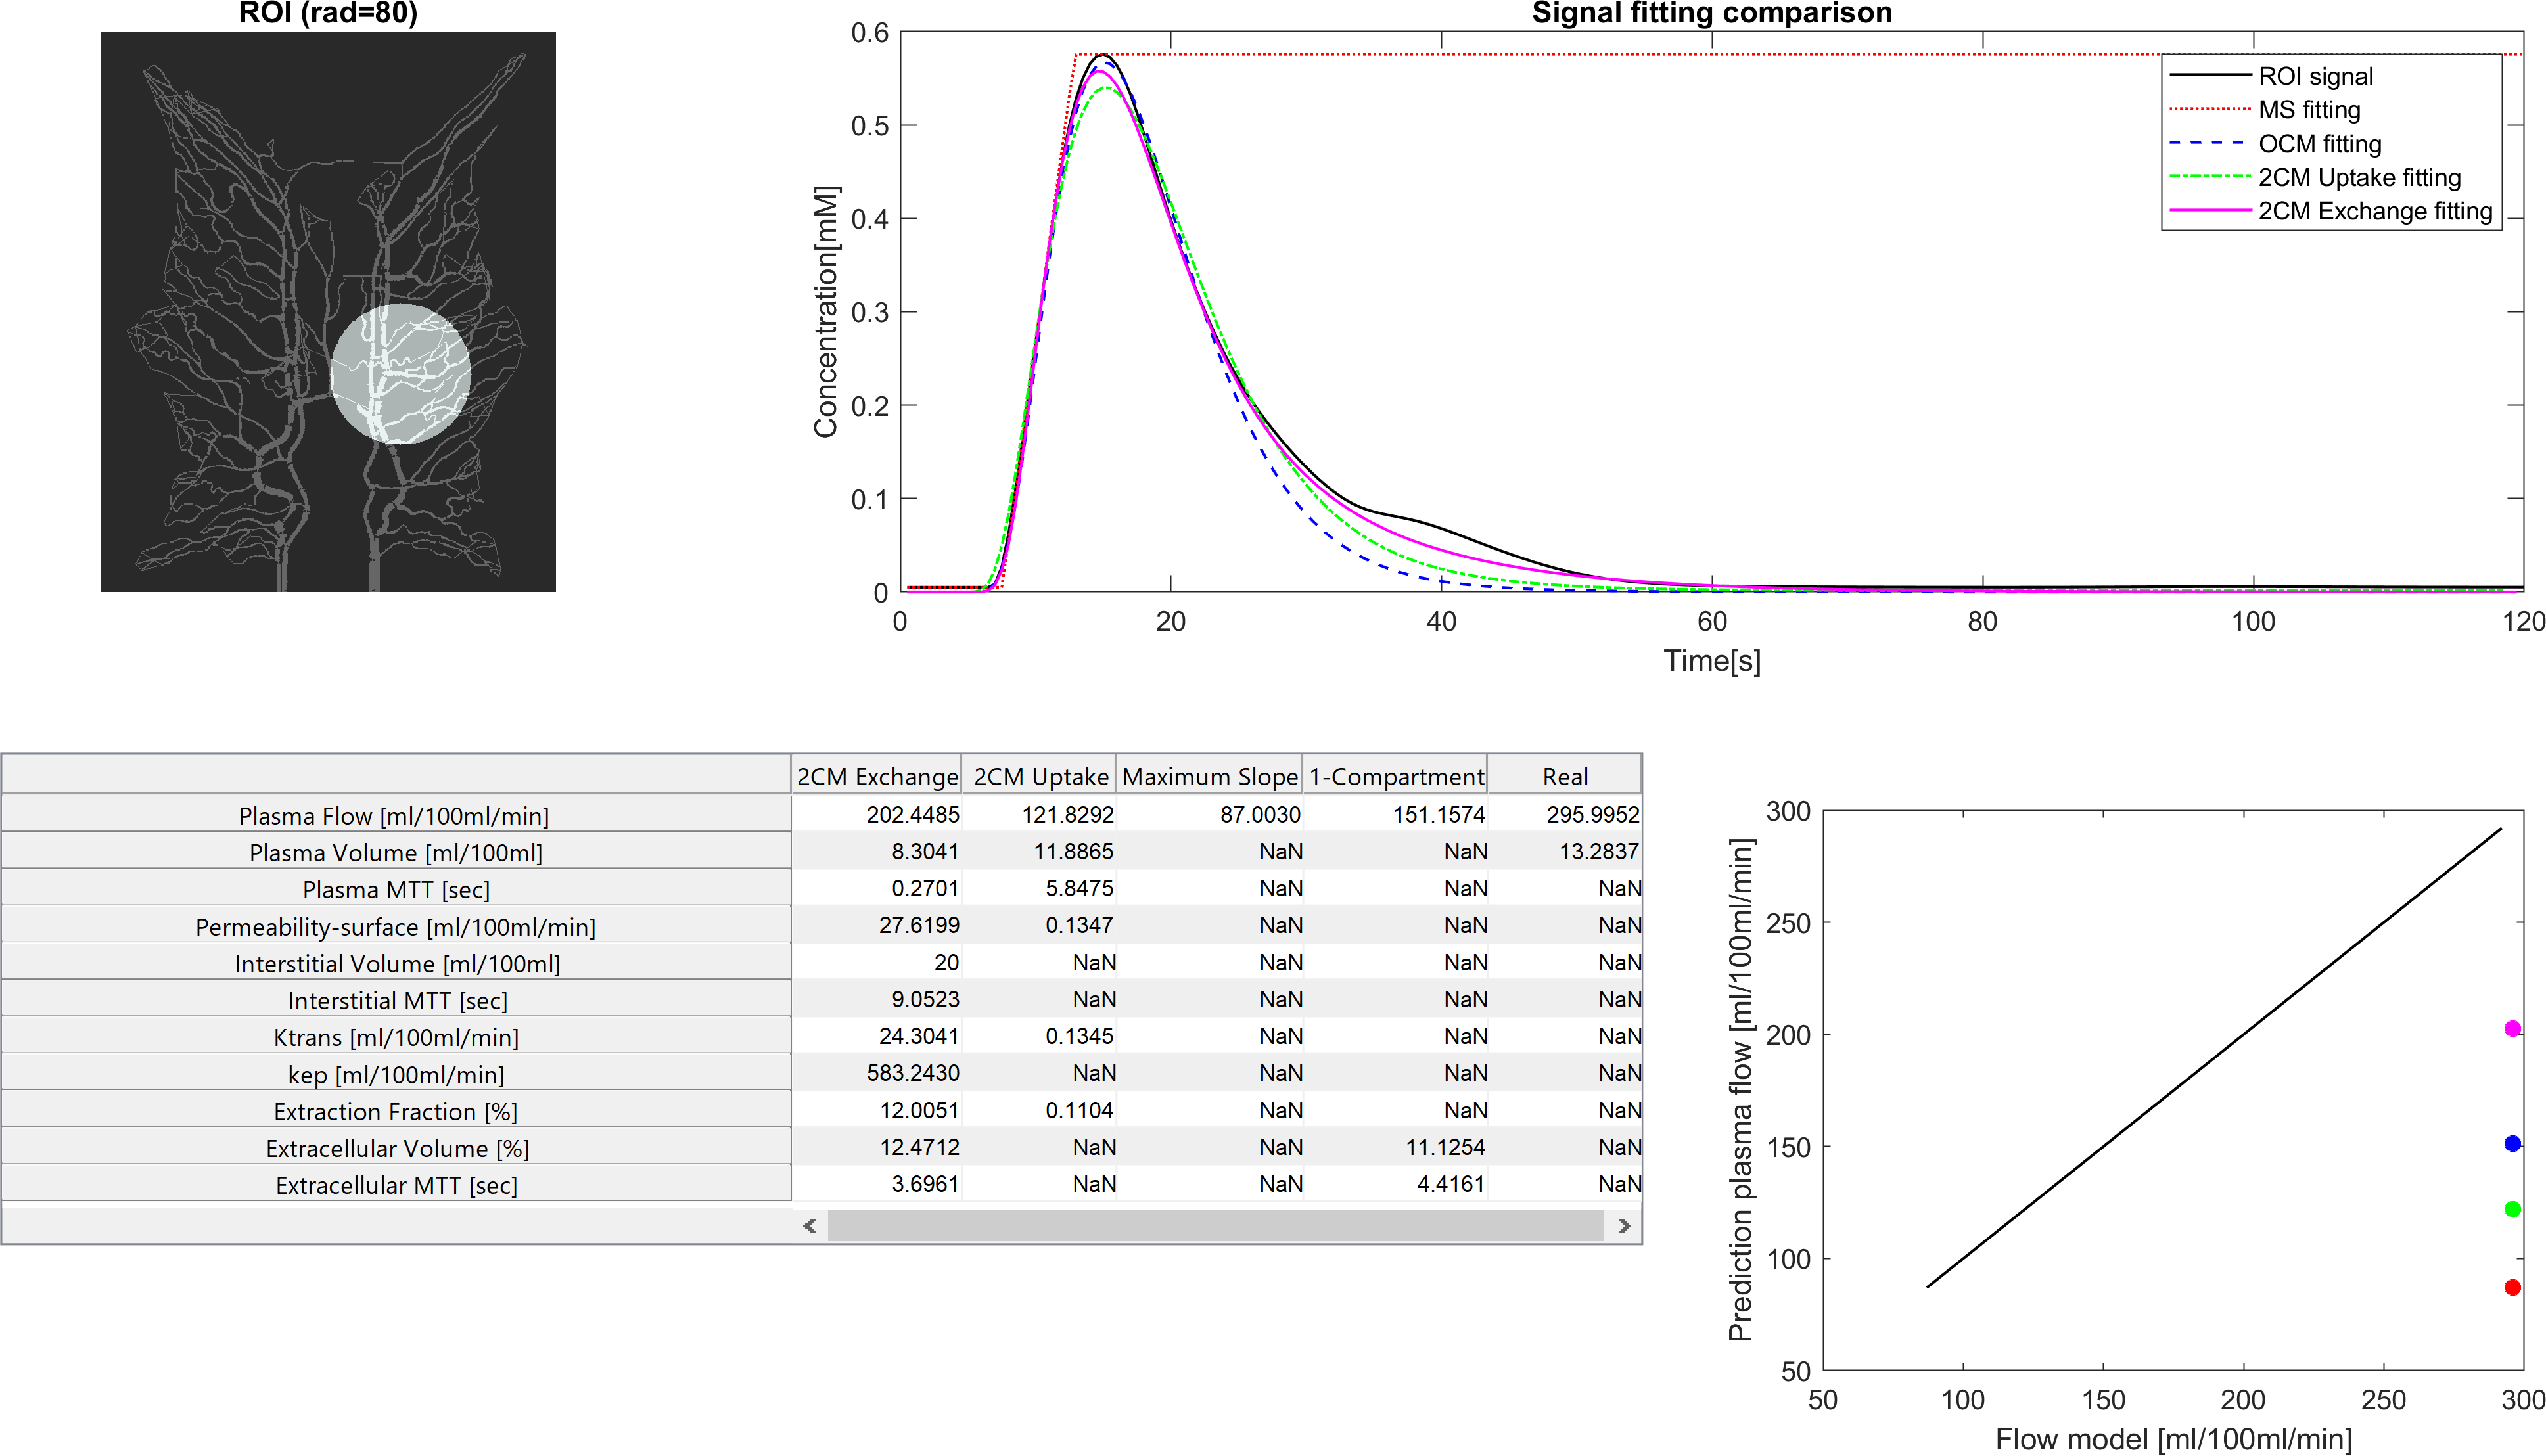 ROI (rad=80)
Signal fitting comparison
Concentration[mM]
0.6
0.5
0.4
0.3
0.2
0.1
0
0 20 40 60 80 100 120
Time[s]
ROI signal
MS fitting
OCM fitting
2CM Uptake fitting
2CM Exchange fitting
2CM Exchange 2CM Uptake Maximum Slope 1-Compartment Real
Plasma Flow [ml/100ml/min] 202.4485 121.8292 87.0030 151.1574 295.9952
Plasma Volume [ml/100ml] 8.3041 11.8865 NaN NaN 13.2837
Plasma MTT [sec] 0.2701 5.8475 NaN NaN NaN
Permeability-surface [ml/100ml/min] 27.6199 0.1347 NaN NaN NaN
Interstitial Volume [ml/100ml] 20 NaN NaN NaN NaN
Interstitial MTT [sec] 9.0523 NaN NaN NaN NaN
Ktrans [ml/100ml/min] 24.3041 0.1345 NaN NaN NaN
kep [ml/100ml/min] 583.2430 NaN NaN NaN NaN
Extraction Fraction [%] 12.0051 0.1104 NaN NaN NaN
Extracellular Volume [%] 12.4712 NaN NaN 11.1254 NaN
Extracellular MTT [sec] 3.6961 NaN NaN 4.4161 NaN
Prediction plasma flow [ml/100ml/min]
300
250
200
150
100
50
50 100 150 200 250 300
Flow model [ml/100ml/min]